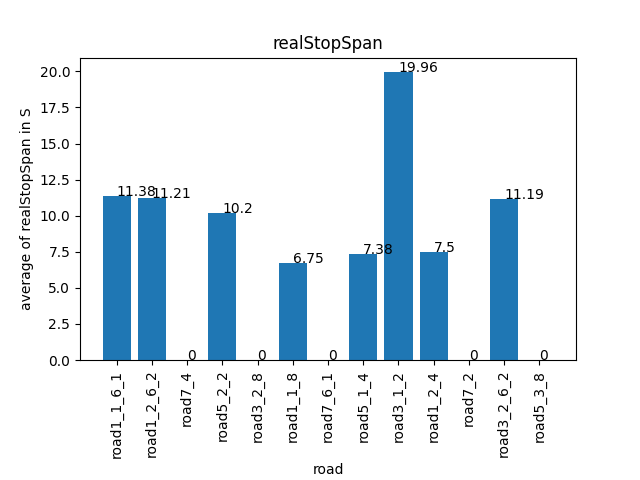 realStopSpan
average of realStopSpan in S
20.0
17.5
15.0
12.5
10.0
7.5
5.0
2.5
0.0
11.38
11.21
0
10.2
0
6.75
0
7.38
19.96
7.5
0
11.19
0
road1_1_6_1
road1_2_6_2
road7_4
road5_2_2
road3_2_8
road1_1_8
road7_6_1
road5_1_4
road3_1_2
road1_2_4
road7_2
road3_2_6_2
road5_3_8
road